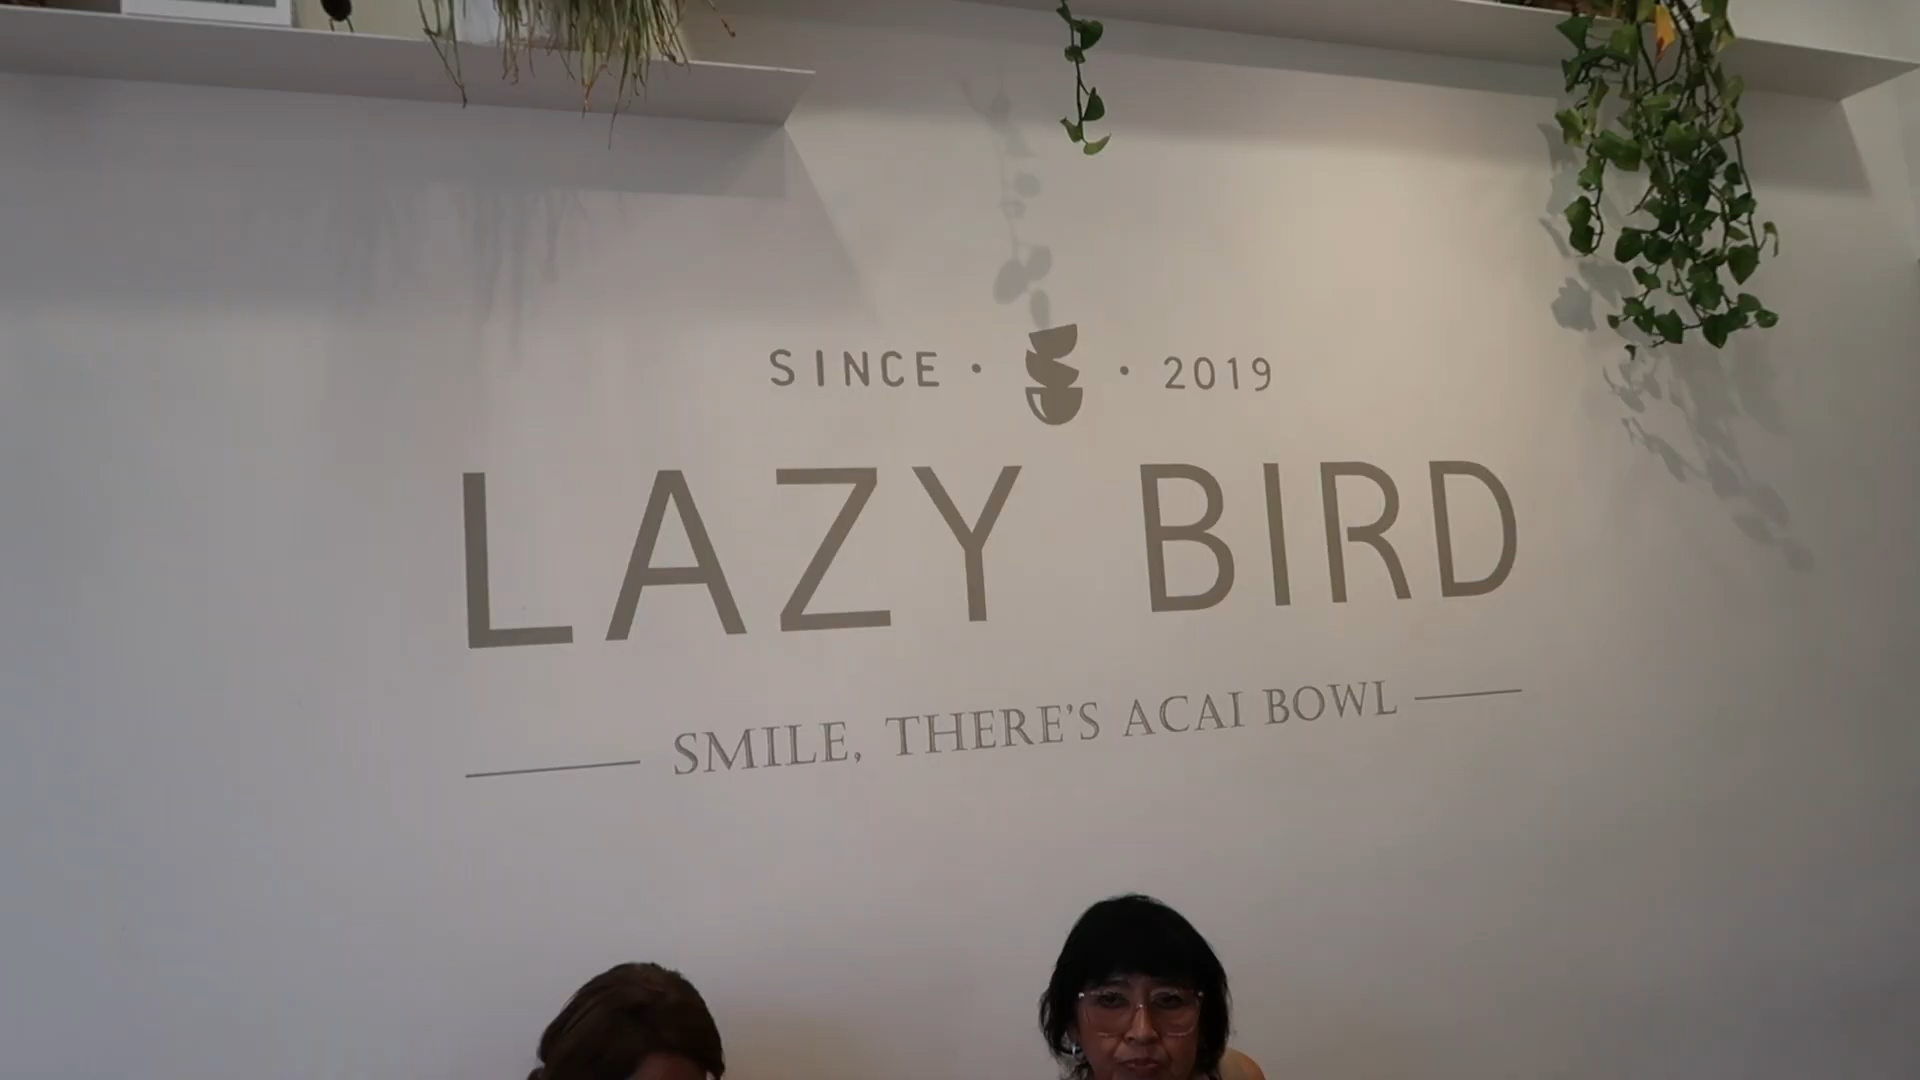 SINCE · · 2019
LAZY BIRD
SMILE, THERE'S ACAI BOWL